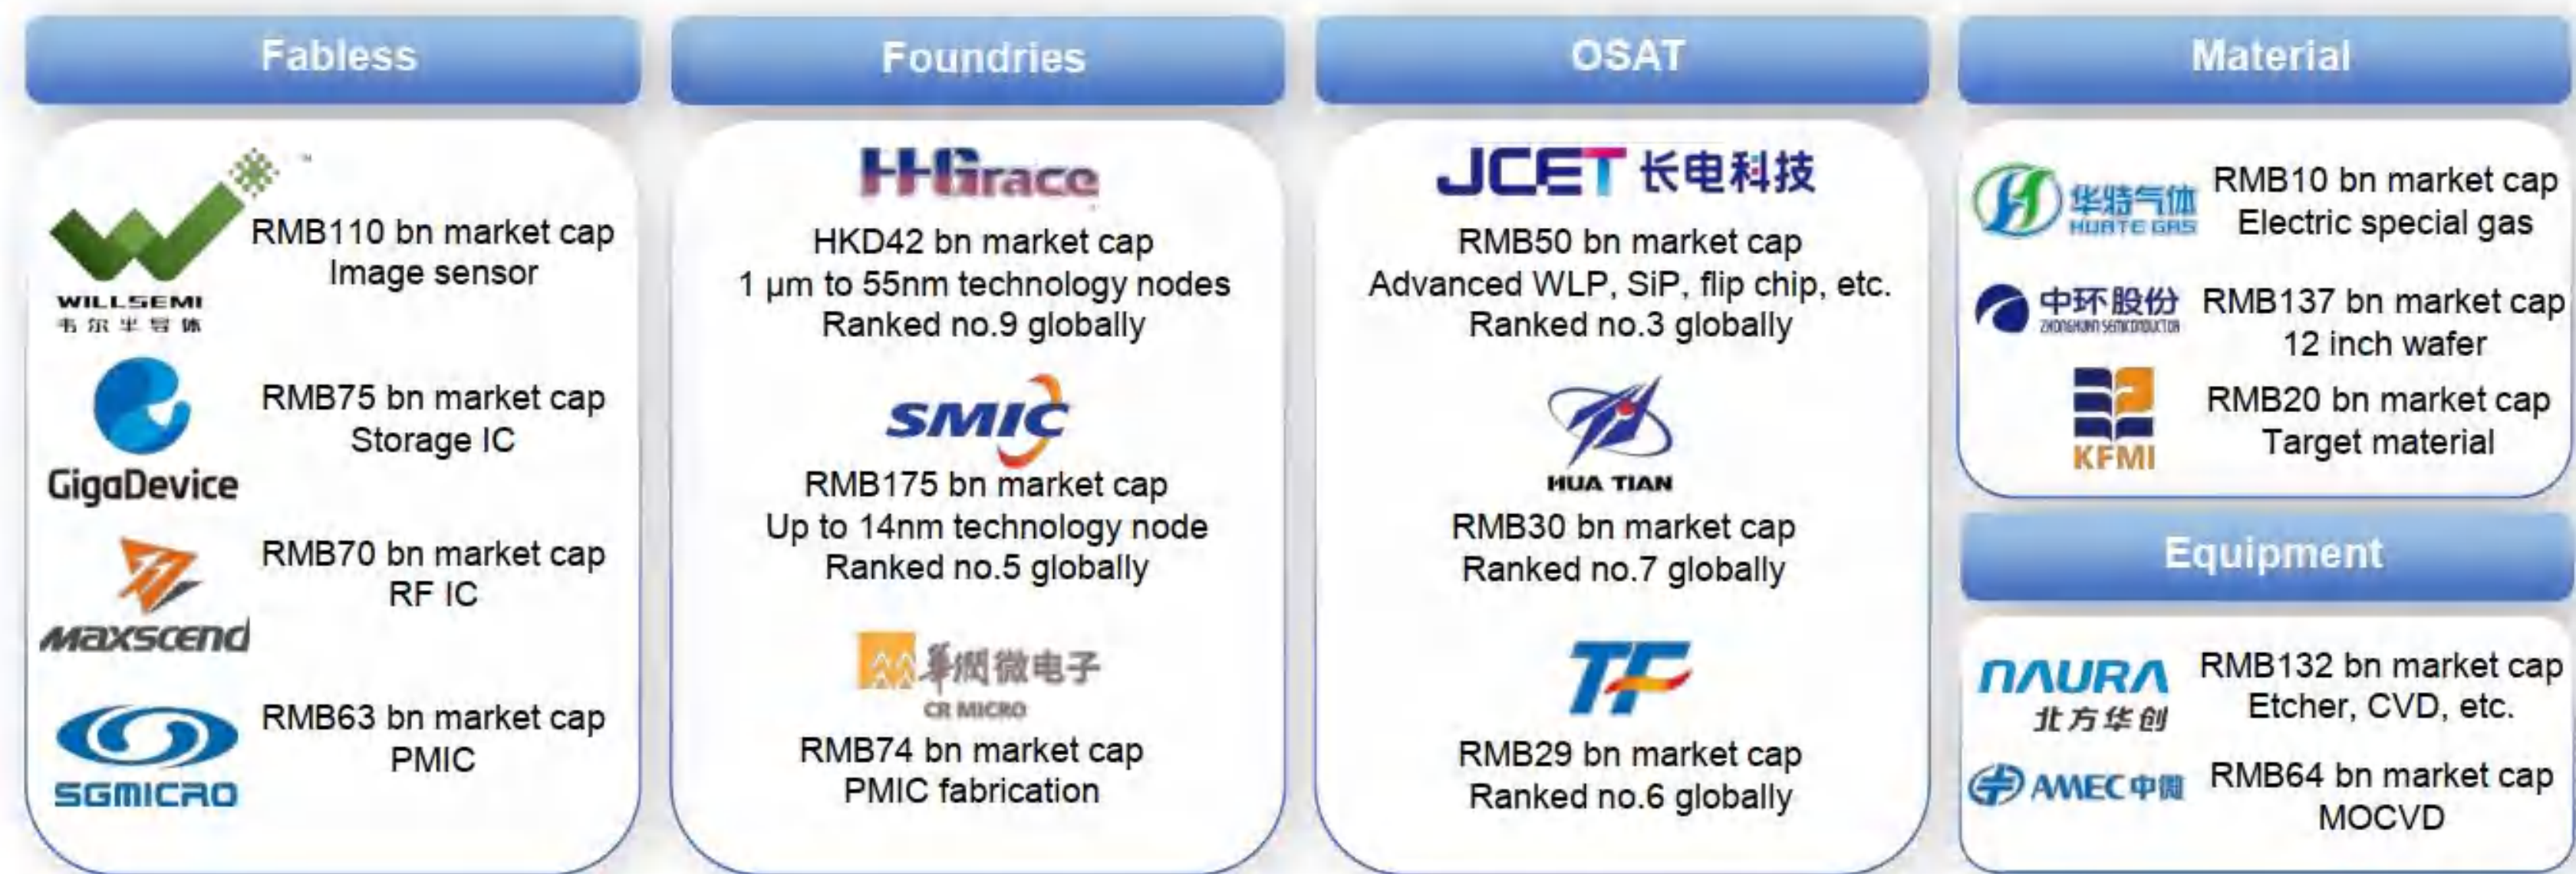 Fabless
WILLSEMI
韦尔半导体
RMB110 bn market cap
Image sensor
GigaDevice
RMB75 bn market cap
Storage IC
maxscend
RMB70 bn market cap
RF IC
SGMICRO
RMB63 bn market cap
PMIC
Foundries
HHGrace
HKD42 bn market cap
1 µm to 55nm technology nodes
Ranked no.9 globally
SMIC
RMB175 bn market cap
Up to 14nm technology node
Ranked no.5 globally
華潤微电子
CR MICRO
RMB74 bn market cap
PMIC fabrication
OSAT
JCET 长电科技
RMB50 bn market cap
Advanced WLP, SiP, flip chip, etc.
Ranked no.3 globally
HUA TIAN
RMB30 bn market cap
Ranked no.7 globally
TF
RMB29 bn market cap
Ranked no.6 globally
Material
华特气体
HUATE GAS
RMB10 bn market cap
Electric special gas
中环股份
ZHONGHUAN SEMICONDUCTOR
RMB137 bn market cap
12 inch wafer
KFMI
RMB20 bn market cap
Target material
Equipment
NAURA
北方华创
RMB132 bn market cap
Etcher, CVD, etc.
AMEC中微
RMB64 bn market cap
MOCVD